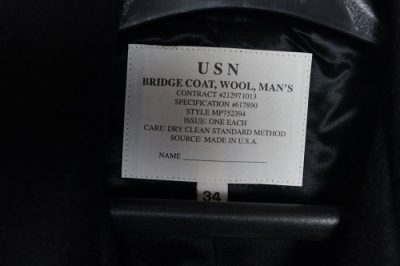 USN
BRIDGE COAT, WOOL, MAN'S
CONTRACT #212971013
SPECIFICATION #617890
STYLE MP752394
ISSUE: ONE EACH
CARE: DRY CLEAN STANDARD METHOD
SOURCE: MADE IN U.S.A.
NAME
34